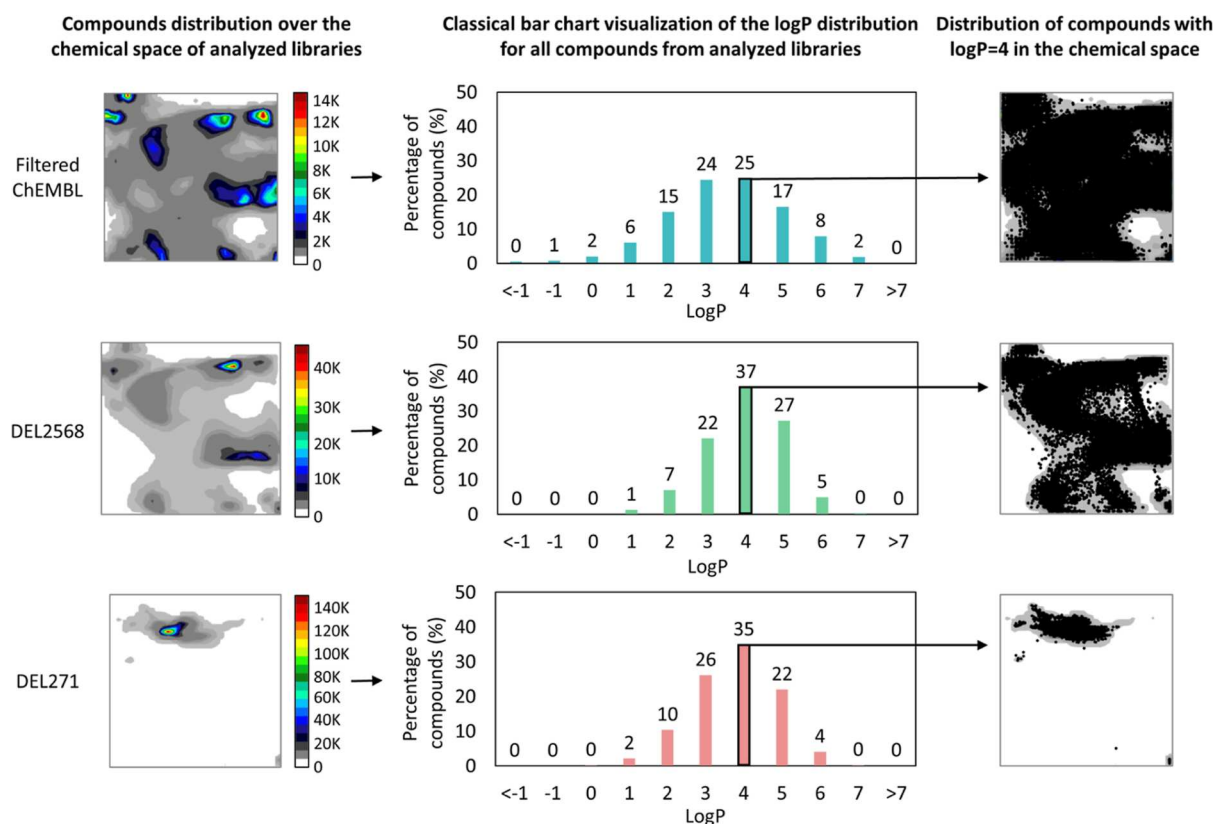 Compounds distribution over the
chemical space of analyzed libraries
Classical bar chart visualization of the logP distribution
for all compounds from analyzed libraries
Distribution of compounds with
logP=4 in the chemical space
Filtered
ChEMBL
14K
12K
10K
8K
6K
4K
2K
0
Percentage of
compounds (%)
50
40
30
20
10
0
0 1 2 6 15 24 25 17 8 2 0
<-1 -1 0 1 2 3 4 5 6 7 >7
LogP
DEL2568
40K
30K
20K
10K
0
Percentage of
compounds (%)
50
40
30
20
10
0
0 0 0 1 7 22 37 27 5 0 0
<-1 -1 0 1 2 3 4 5 6 7 >7
LogP
DEL271
140K
120K
100K
80K
60K
40K
20K
0
Percentage of
compounds (%)
50
40
30
20
10
0
0 0 0 2 10 26 35 22 4 0 0
<-1 -1 0 1 2 3 4 5 6 7 >7
LogP